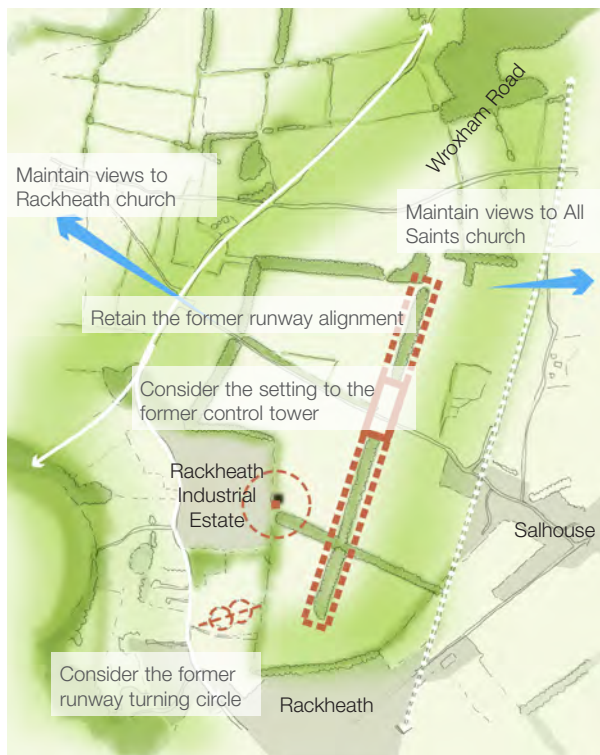 Wroxham Road
Maintain views to
Rackheath church
Maintain views to All
Saints church
Retain the former runway alignment
Consider the setting to the
former control tower
Rackheath
Industrial
Estate
Salhouse
Consider the former
runway turning circle
Rackheath